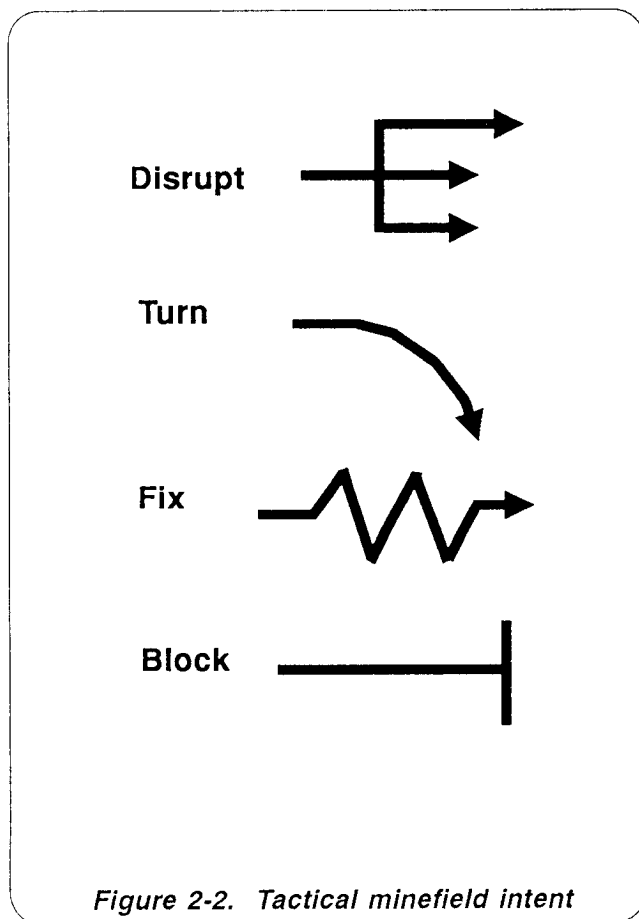 Disrupt
Turn
Fix
Block
Figure 2-2. Tactical minefield intent